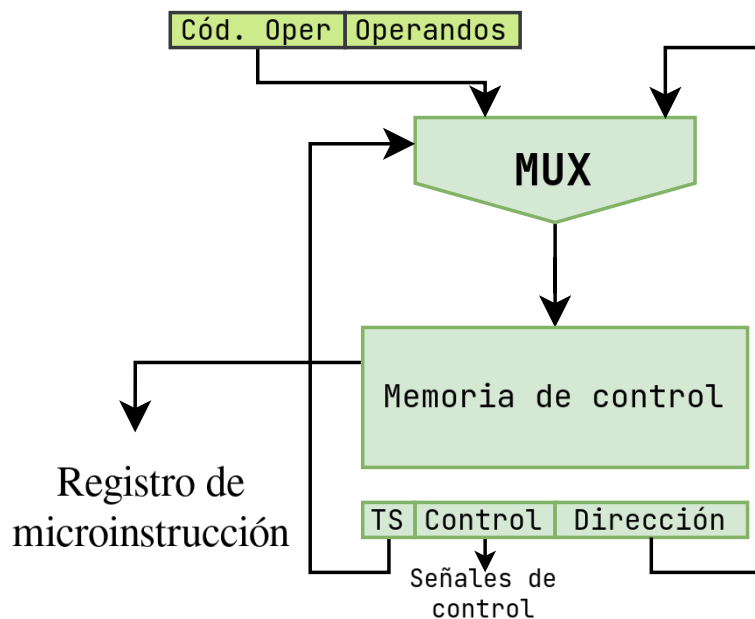 Cód. Oper Operandos
MUX
Memoria de control
Registro de
microinstrucción
TS Control Dirección
Señales de
control